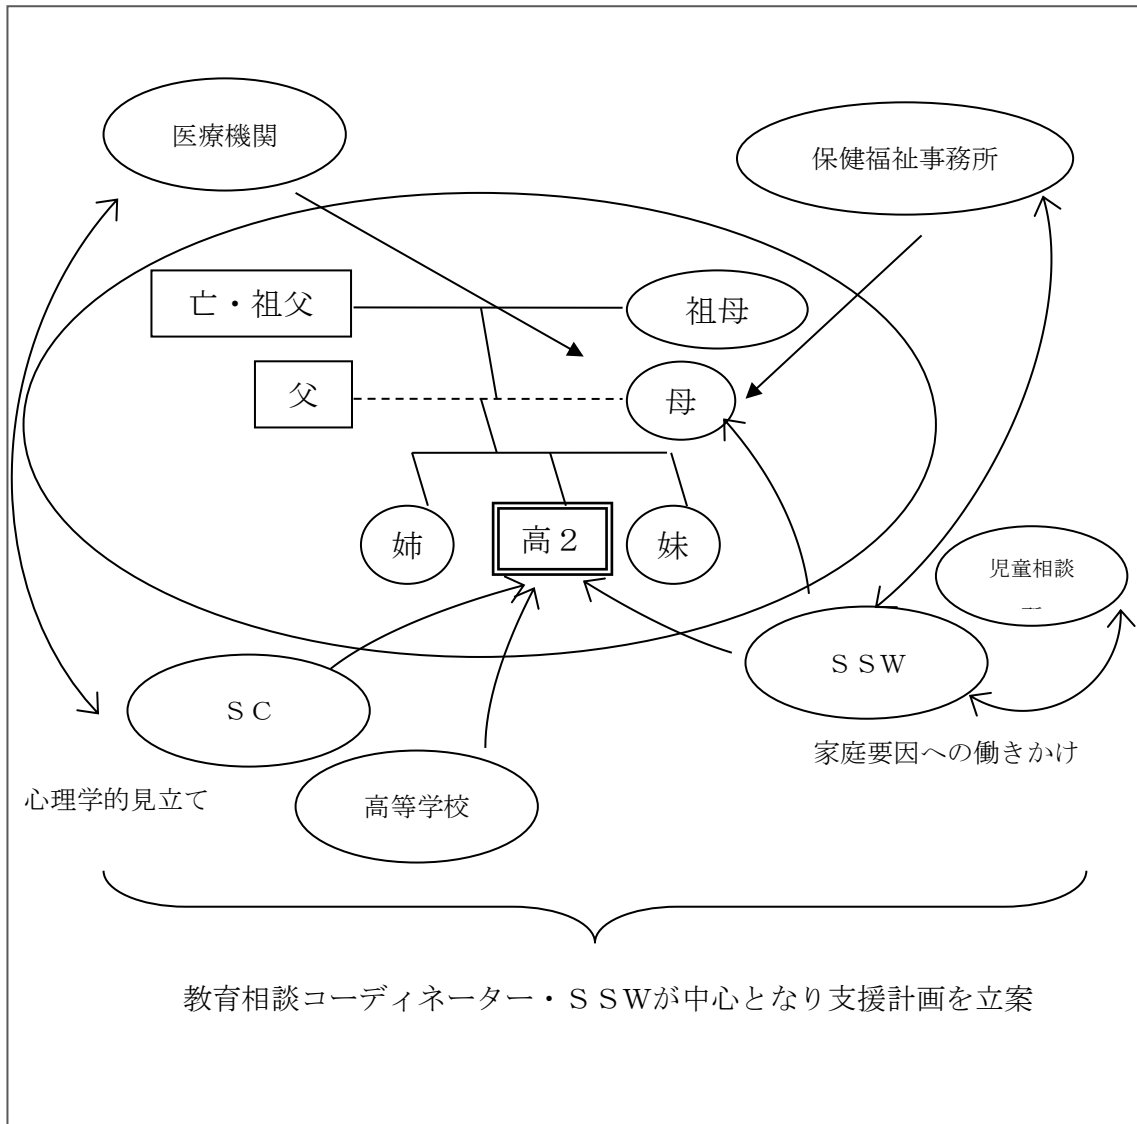 医療機関
保健福祉事務所
亡・祖父
祖母
父
母
姉
高２
妹
児童相談
ＳＳＷ
ＳＣ
家庭要因への働きかけ
心理学的見立て
高等学校
教育相談コーディネーター・ＳＳＷが中心となり支援計画を立案